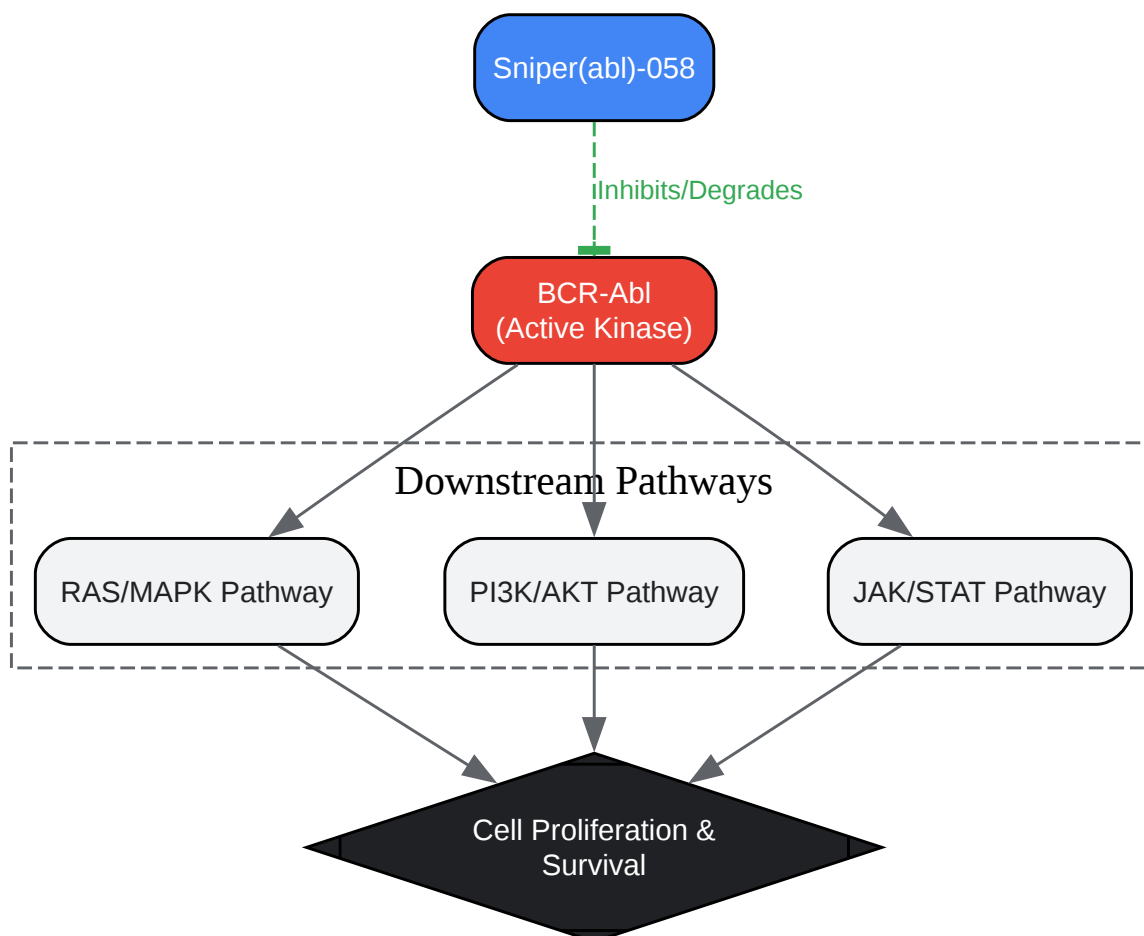 Sniper(abl)-058
Inhibits/Degrades
BCR-Abl
(Active Kinase)
Downstream Pathways
RAS/MAPK Pathway
PI3K/AKT Pathway
JAK/STAT Pathway
Cell Proliferation &
Survival